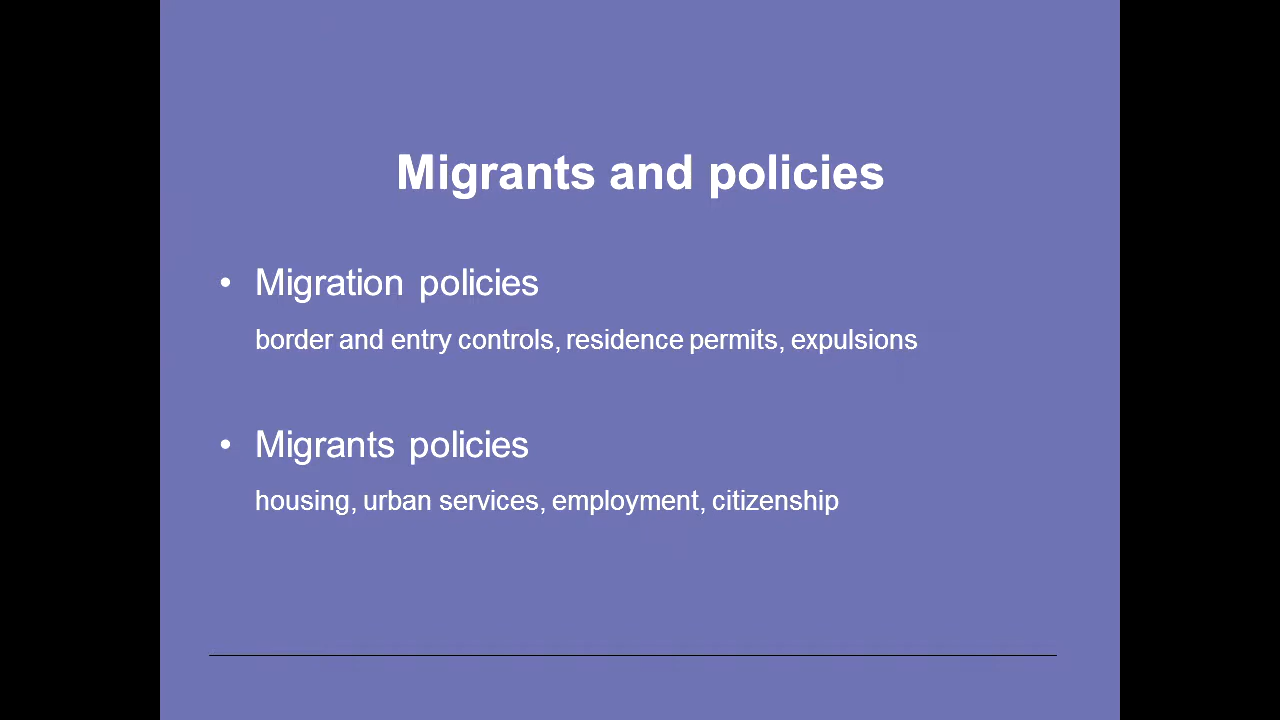 Migrants and policies
• Migration policies
border and entry controls, residence permits, expulsions
• Migrants policies
housing, urban services, employment, citizenship